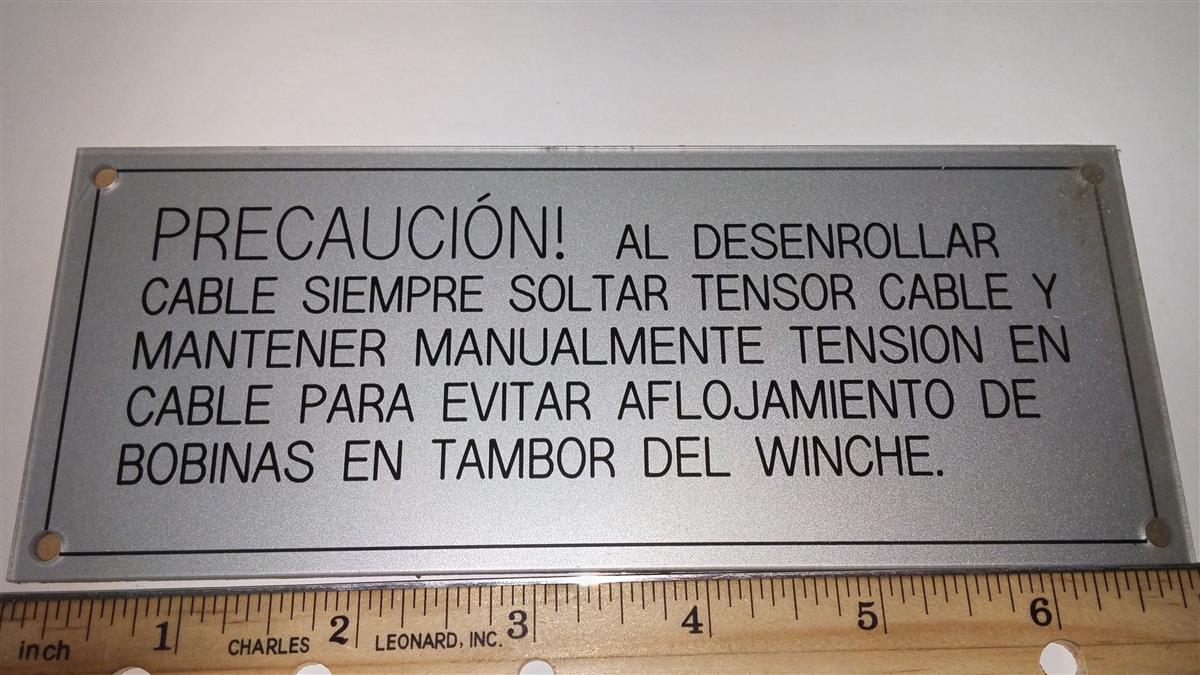 PRECAUCIÓN! AL DESENROLLAR
CABLE SIEMPRE SOLTAR TENSOR CABLE Y
MANTENER MANUALMENTE TENSION EN
CABLE PARA EVITAR AFLOJAMIENTO DE
BOBINAS EN TAMBOR DEL WINCHE.
1 2 3 4 5 6
inch CHARLES LEONARD, INC.